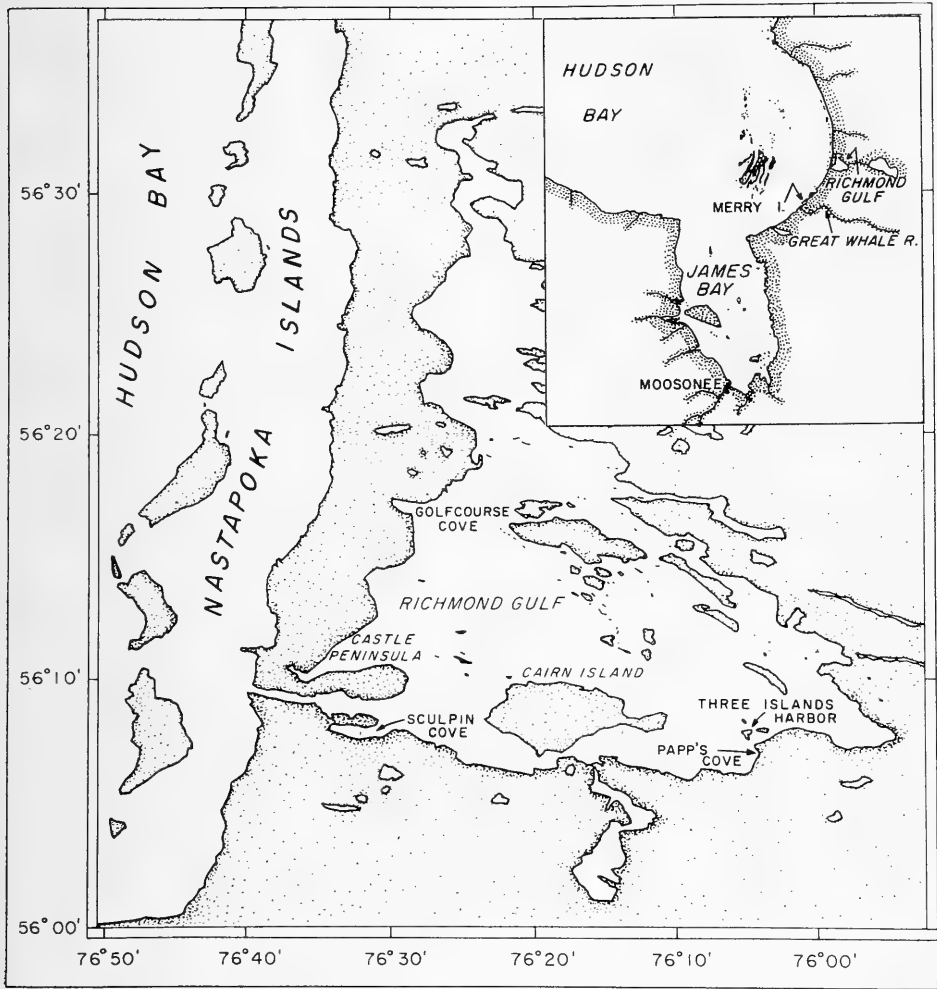 HUDSON BAY
NASTAPOKA ISLANDS
56° 30'
56° 20'
56° 10'
56° 00'
76° 50'
76° 40'
76° 30'
76° 20'
76° 10'
76° 00'
GOLFCOURSE
COVE
RICHMOND GULF
CASTLE
PENINSULA
CAIRN ISLAND
SCULPIN
COVE
THREE ISLANDS
HARBOR
PAPP'S
COVE
HUDSON
BAY
RICHMOND
GULF
MERRY I.
GREAT WHALE R.
JAMES
BAY
MOOSONEE